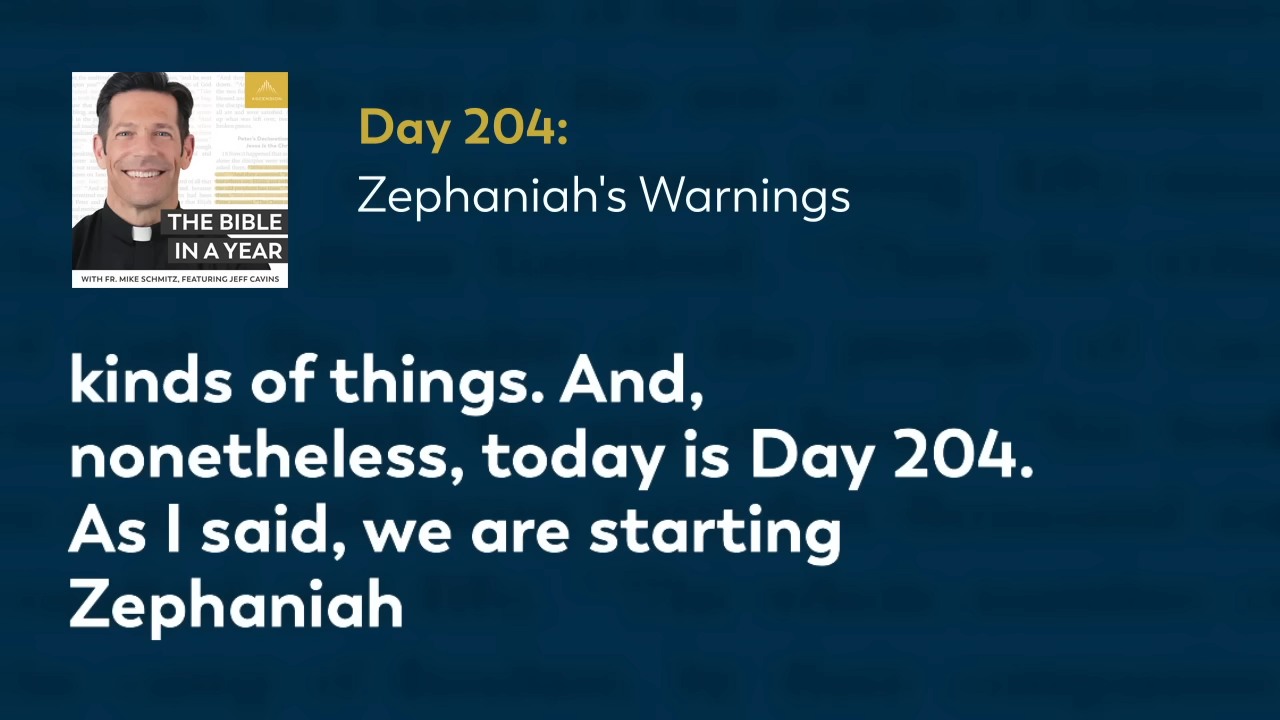 THE BIBLE
IN A YEAR
WITH FR. MIKE SCHMITZ, FEATURING JEFF CAVINS
Day 204:
Zephaniah's Warnings
kinds of things. And,
nonetheless, today is Day 204.
As I said, we are starting
Zephaniah